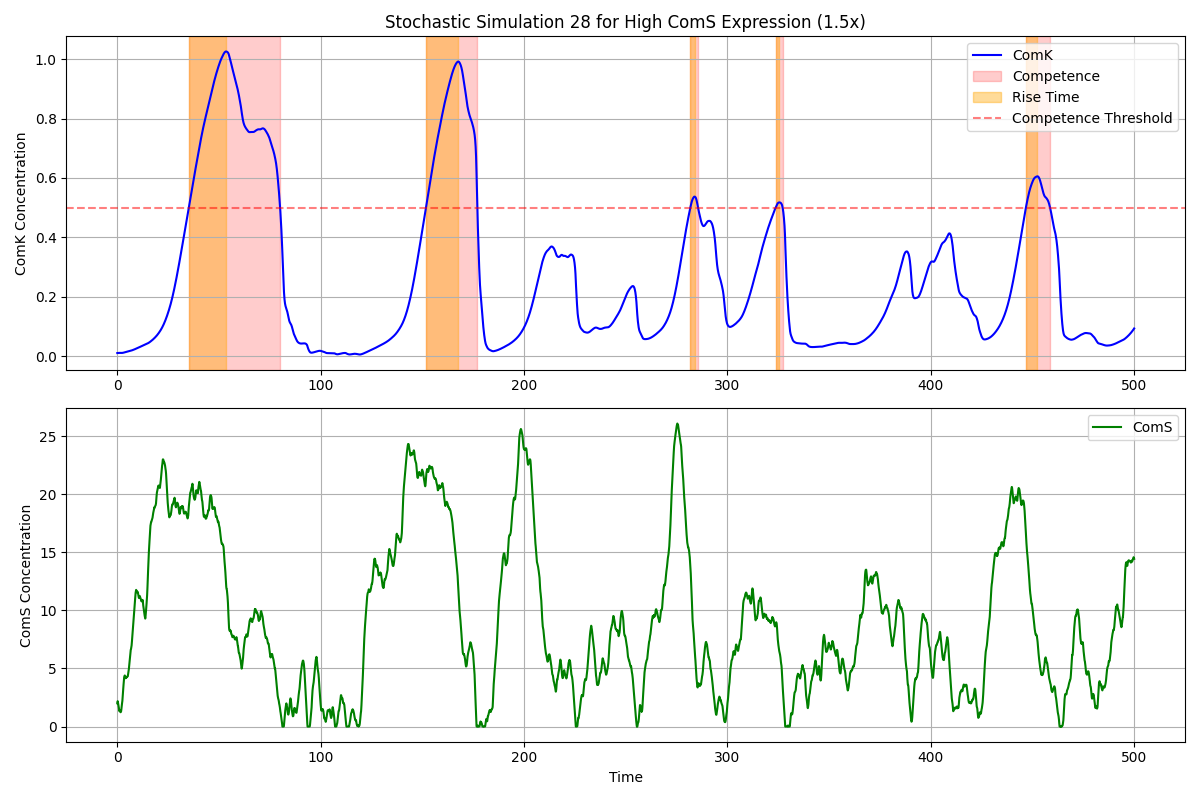 Stochastic Simulation 28 for High ComS Expression (1.5x)
ComK Concentration
1.0
0.8
0.6
0.4
0.2
0.0
ComK
Competence
Rise Time
Competence Threshold
0 100 200 300 400 500
ComS Concentration
25
20
15
10
5
0
ComS
0 100 200 300 400 500
Time